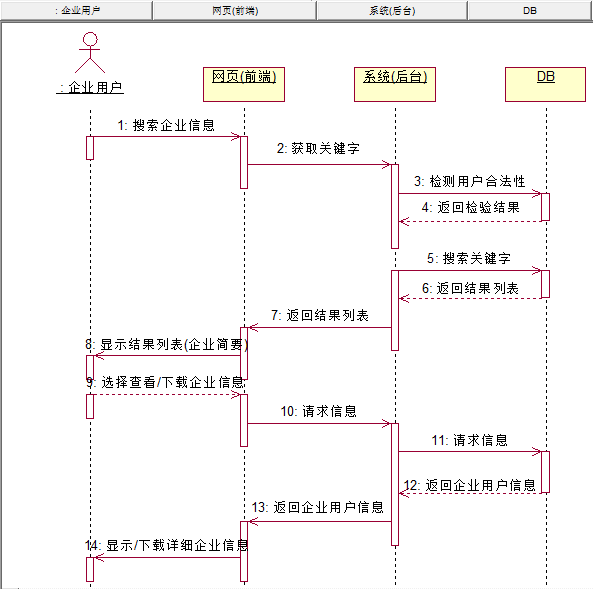 : 企业用户
网页(前端)
系统(后台)
DB
: 企业用户
网页(前端)
系统(后台)
DB
1: 搜索企业信息
2: 获取关键字
3: 检测用户合法性
4: 返回检验结果
5: 搜索关键字
6: 返回结果列表
7: 返回结果列表
8: 显示结果列表(企业简要)
9: 选择查看/下载企业信息
10: 请求信息
11: 请求信息
12: 返回企业用户信息
13: 返回企业用户信息
14: 显示/下载详细企业信息